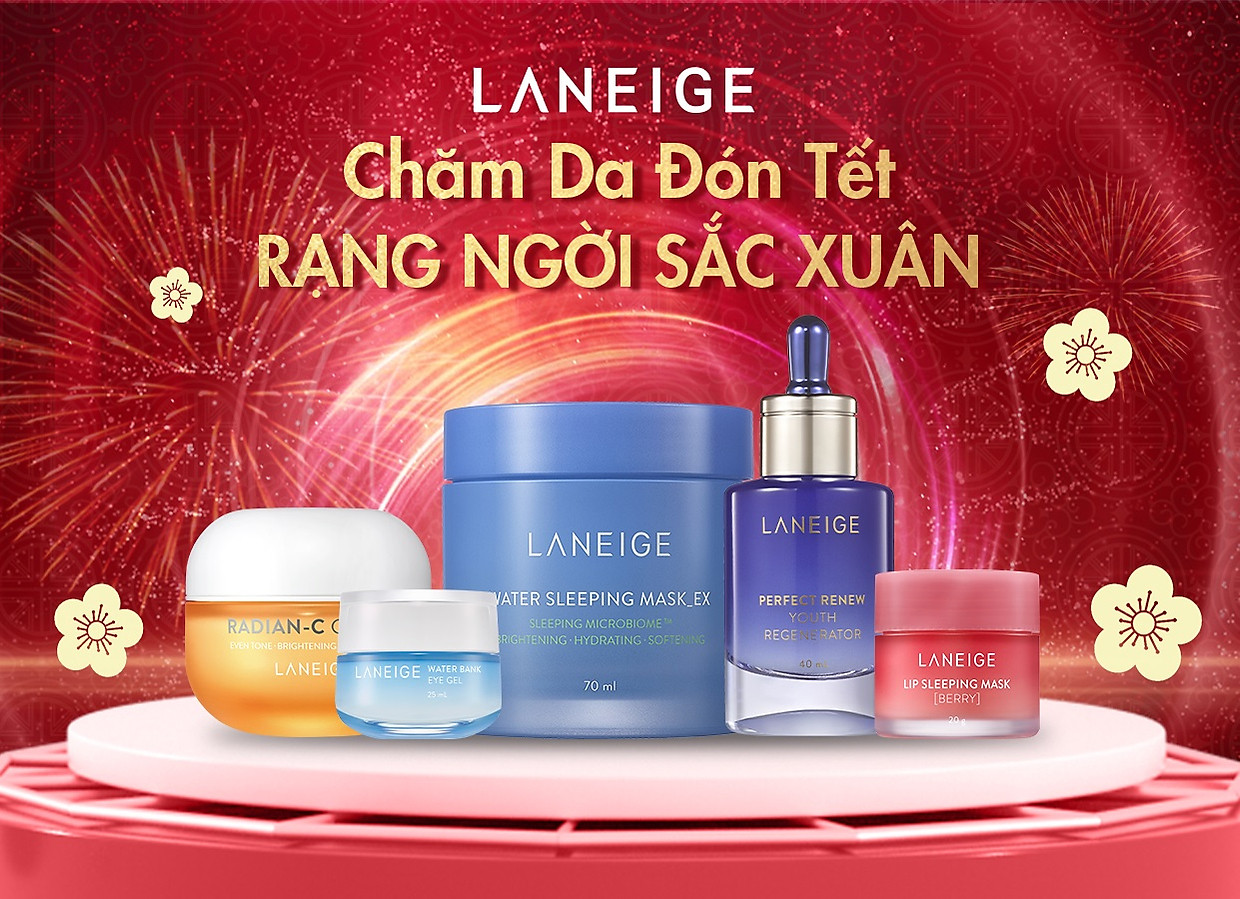 LANEIGE
Chăm Da Đón Tết
RẠNG NGỜI SẮC XUÂN
RADIAN-C
EVEN TONE · BRIGHTENING
LANEIGE
WATER BANK
EYE GEL
25 mL
LANEIGE
WATER SLEEPING MASK_EX
SLEEPING MICROBIOME™
BRIGHTENING · HYDRATING · SOFTENING
70 ml
LANEIGE
PERFECT RENEW
YOUTH
REGENERATOR
40 mL
LANEIGE
LIP SLEEPING MASK
[BERRY]
20 g